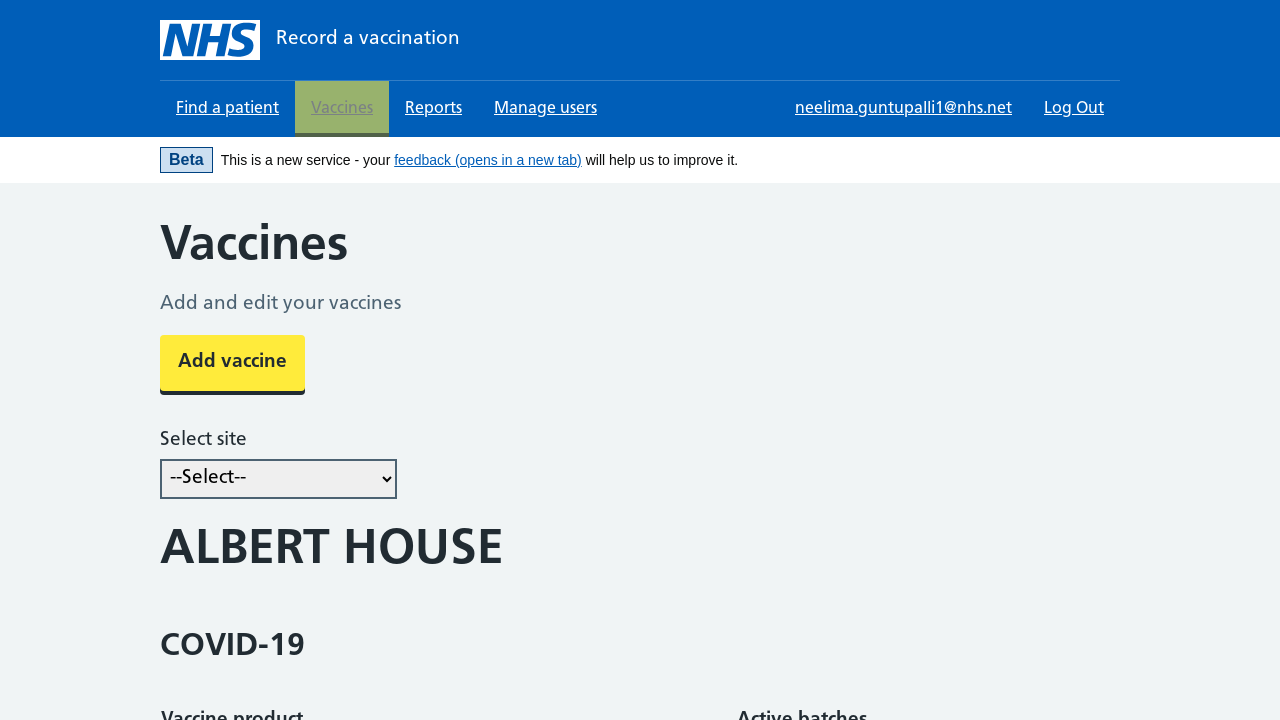 NHS Record a vaccination
Find a patient Vaccines Reports Manage users neelima.guntupalli1@nhs.net Log Out
Beta This is a new service - your feedback (opens in a new tab) will help us to improve it.
Vaccines
Add and edit your vaccines
Add vaccine
Select site
--Select--
ALBERT HOUSE
COVID-19
Vaccine product Active batches